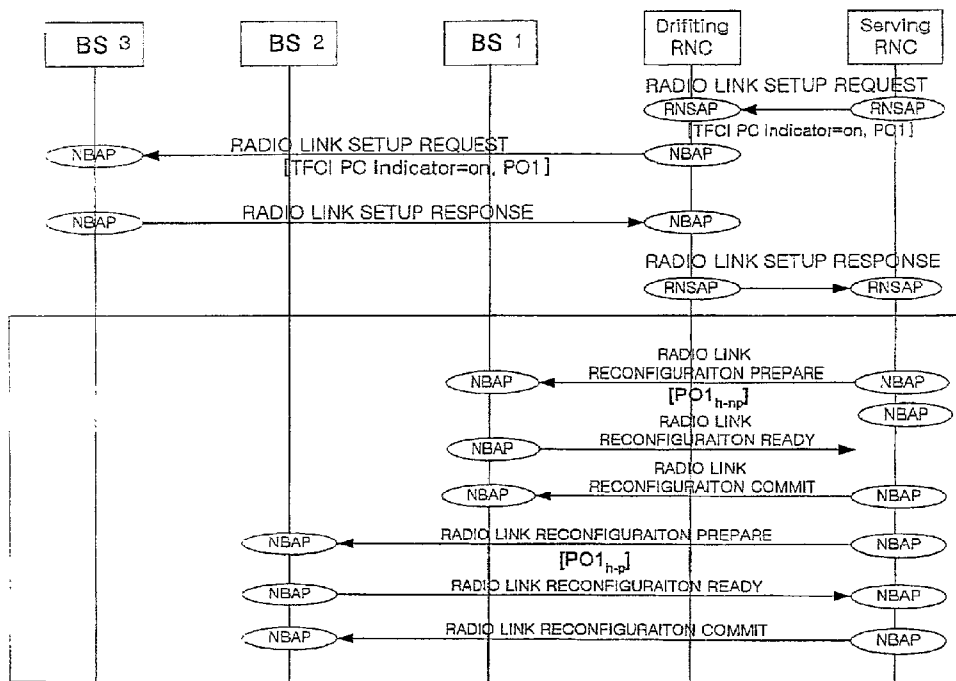 BS 3
BS 2
BS 1
Drifiting
RNC
Serving
RNC
RADIO LINK SETUP REQUEST
RNSAP
RNSAP
[TFCI PC Indicator=on, PO1]
RADIO LINK SETUP REQUEST
NBAP
NBAP
[TFCI PC Indicator=on, PO1]
RADIO LINK SETUP RESPONSE
NBAP
NBAP
RADIO LINK SETUP RESPONSE
RNSAP
RNSAP
RADIO LINK
RECONFIGURAITON PREPARE
NBAP
NBAP
[PO1h-np]
NBAP
RADIO LINK
RECONFIGURAITON READY
NBAP
RADIO LINK
RECONFIGURAITON COMMIT
NBAP
NBAP
RADIO LINK RECONFIGURAITON PREPARE
NBAP
NBAP
[PO1h-p]
RADIO LINK RECONFIGURAITON READY
NBAP
NBAP
RADIO LINK RECONFIGURAITON COMMIT
NBAP
NBAP